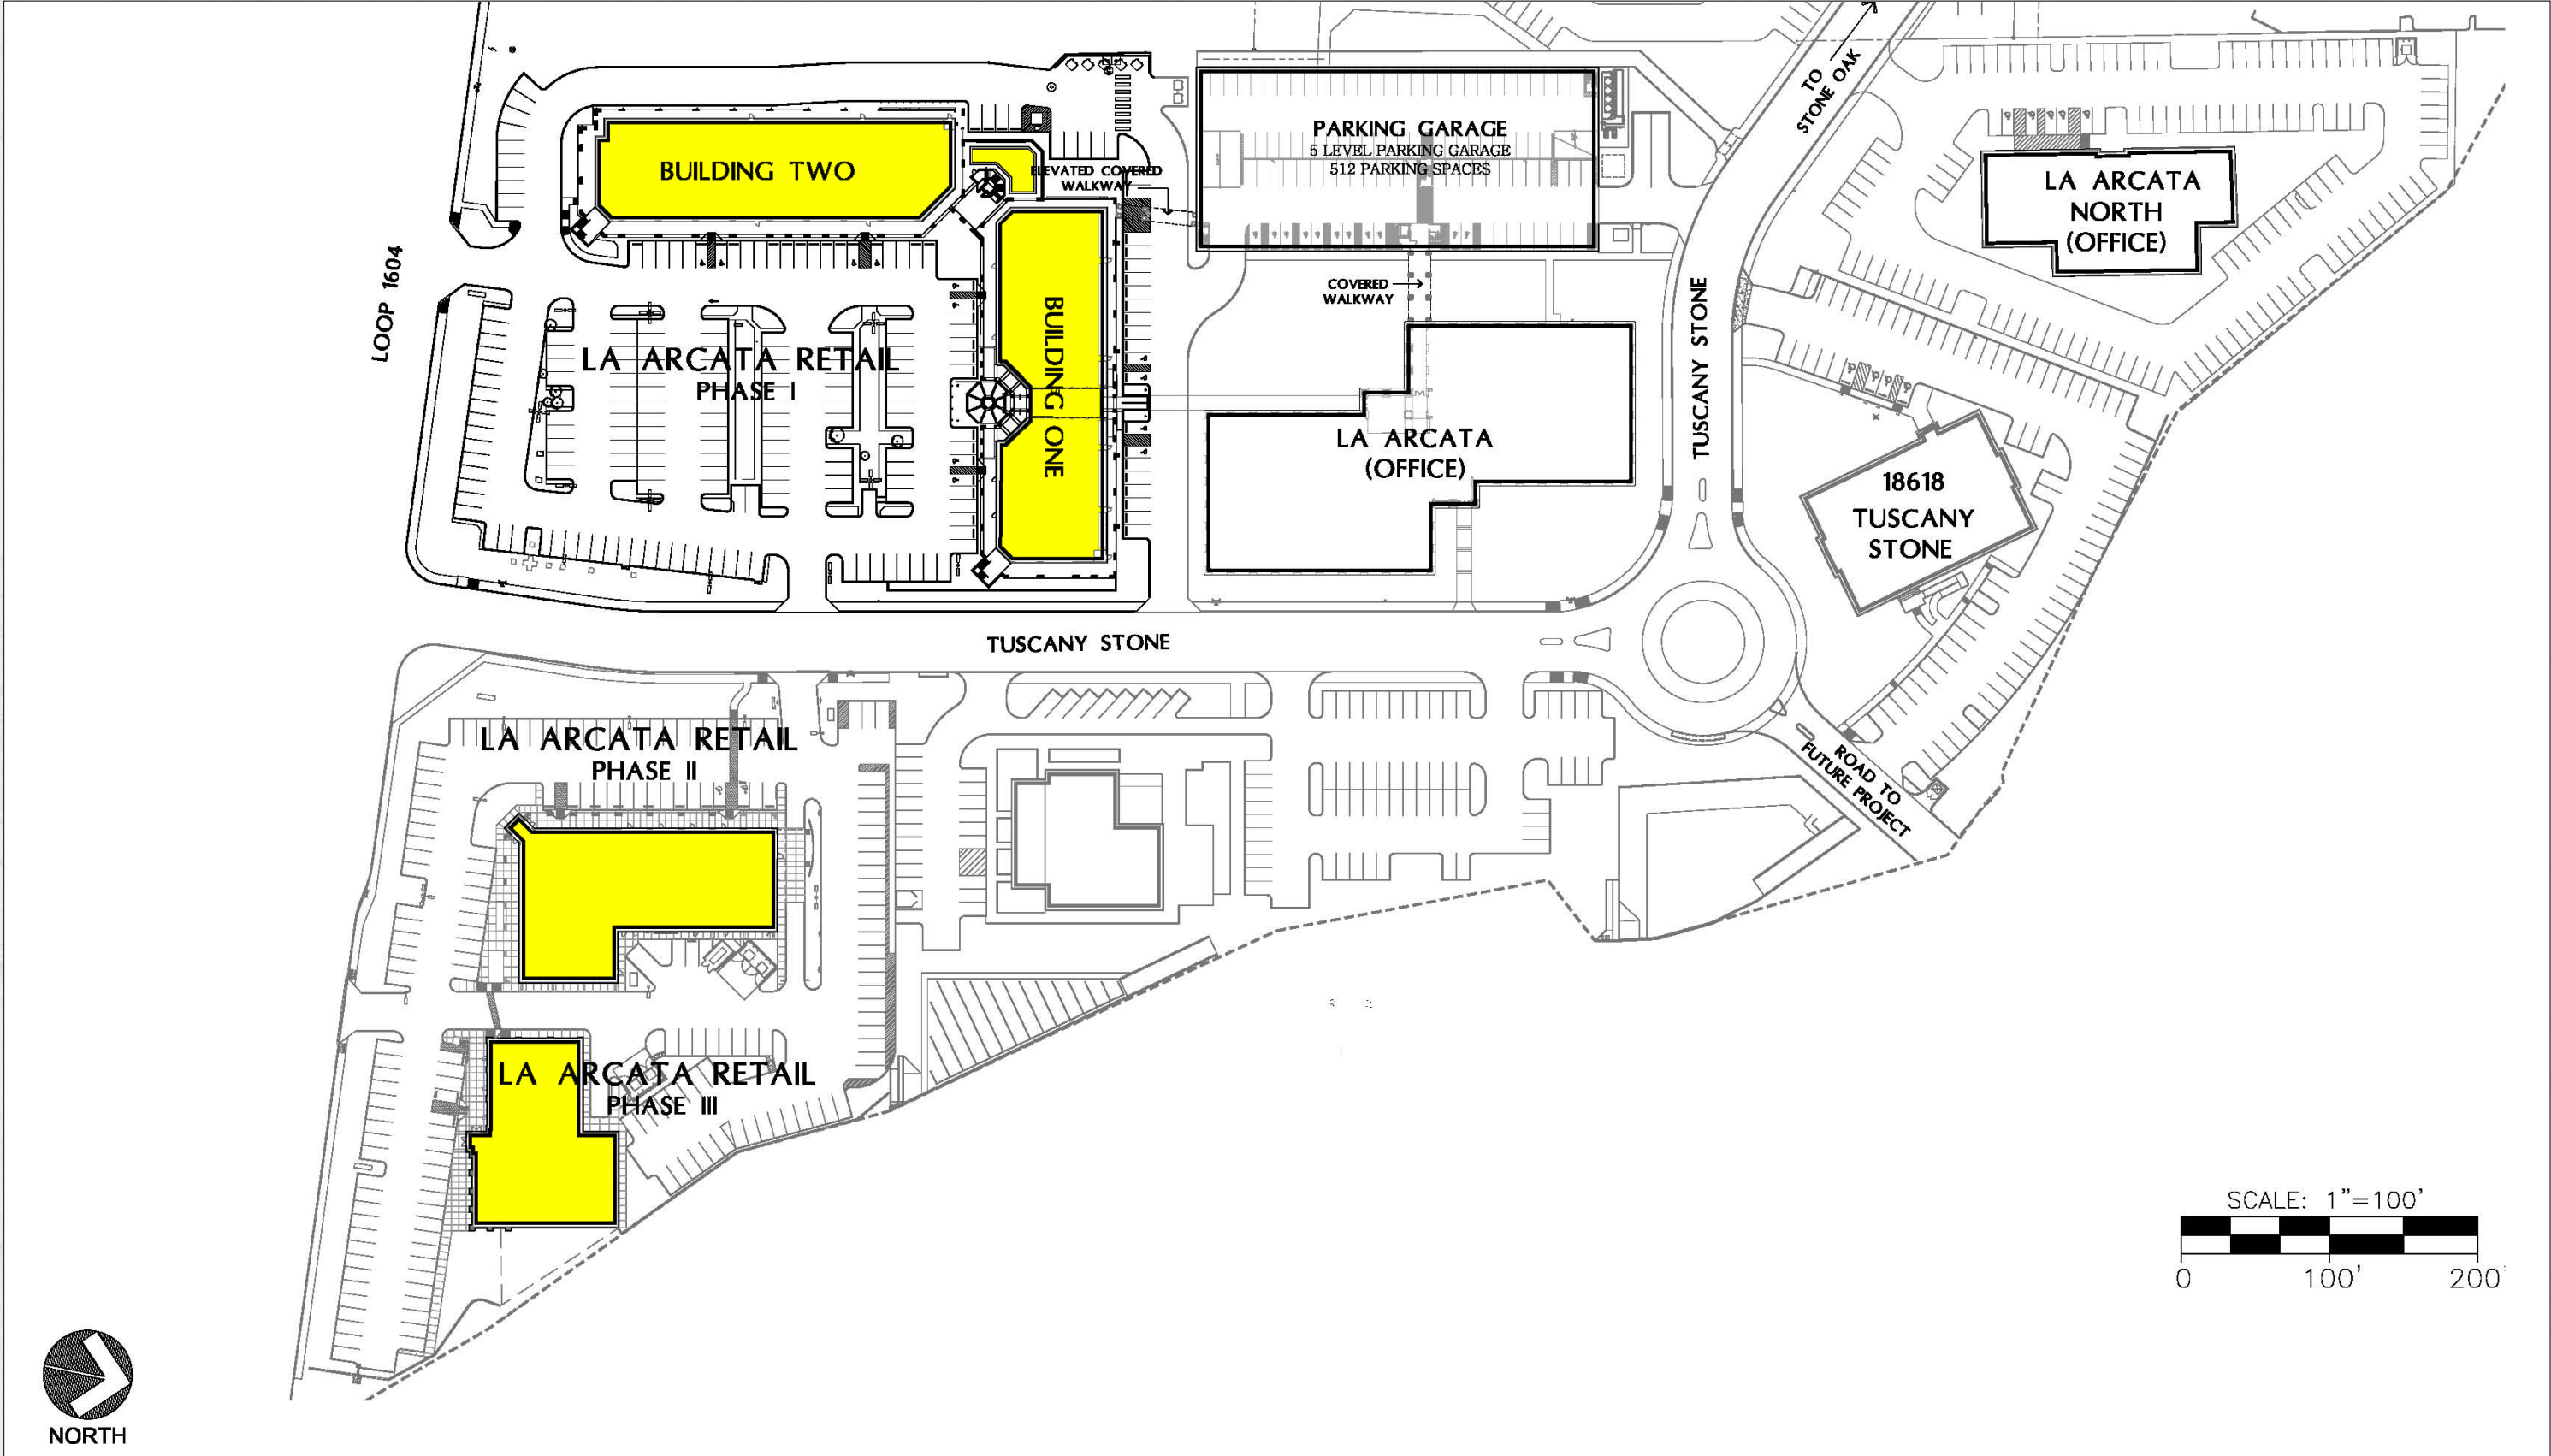 TO
STONE OAK
PARKING GARAGE
5 LEVEL PARKING GARAGE
512 PARKING SPACES
BUILDING TWO
ELEVATED COVERED
WALKWAY
LA ARCATA
NORTH
(OFFICE)
LOOP 1604
COVERED
WALKWAY
BUILDING ONE
LA ARCATA RETAIL
PHASE I
TUSCANY STONE
LA ARCATA
(OFFICE)
18618
TUSCANY
STONE
TUSCANY STONE
LA ARCATA RETAIL
PHASE II
ROAD TO
FUTURE PROJECT
LA ARCATA RETAIL
PHASE III
SCALE: 1"=100'
0 100' 200'
NORTH